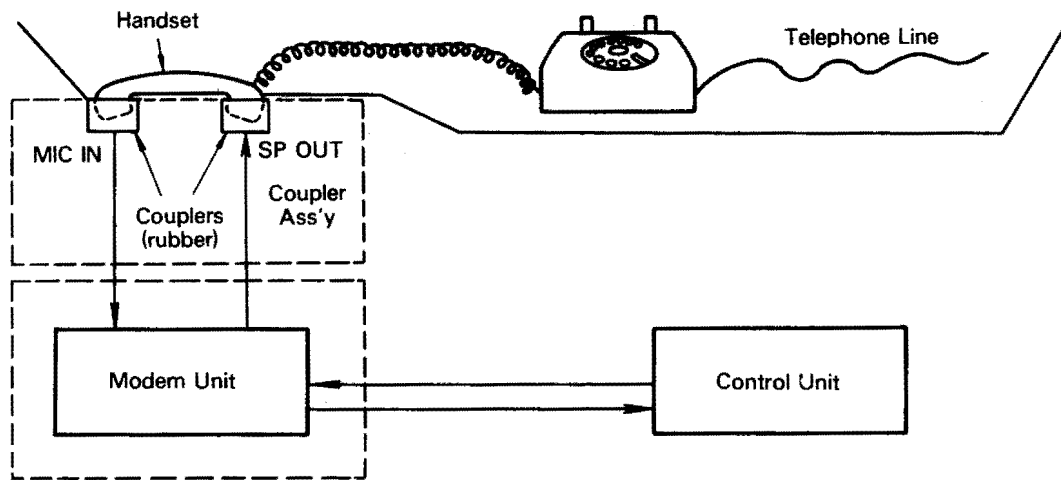 Handset
Telephone Line
MIC IN
SP OUT
Couplers
(rubber)
Coupler
Ass'y
Modem Unit
Control Unit